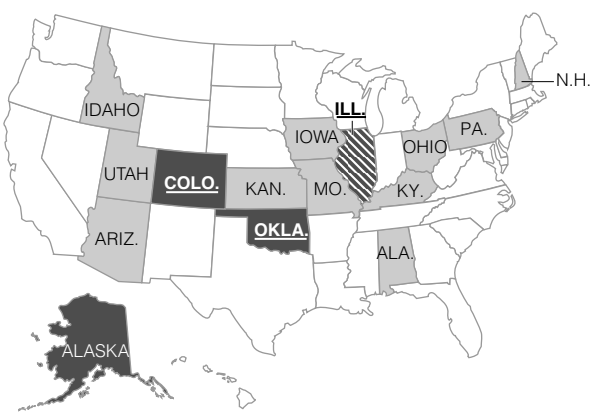 N.H.
ILL.
IDAHO
IOWA
PA.
OHIO
UTAH
COLO.
KAN.
MO.
KY.
ARIZ.
OKLA.
ALA.
ALASKA